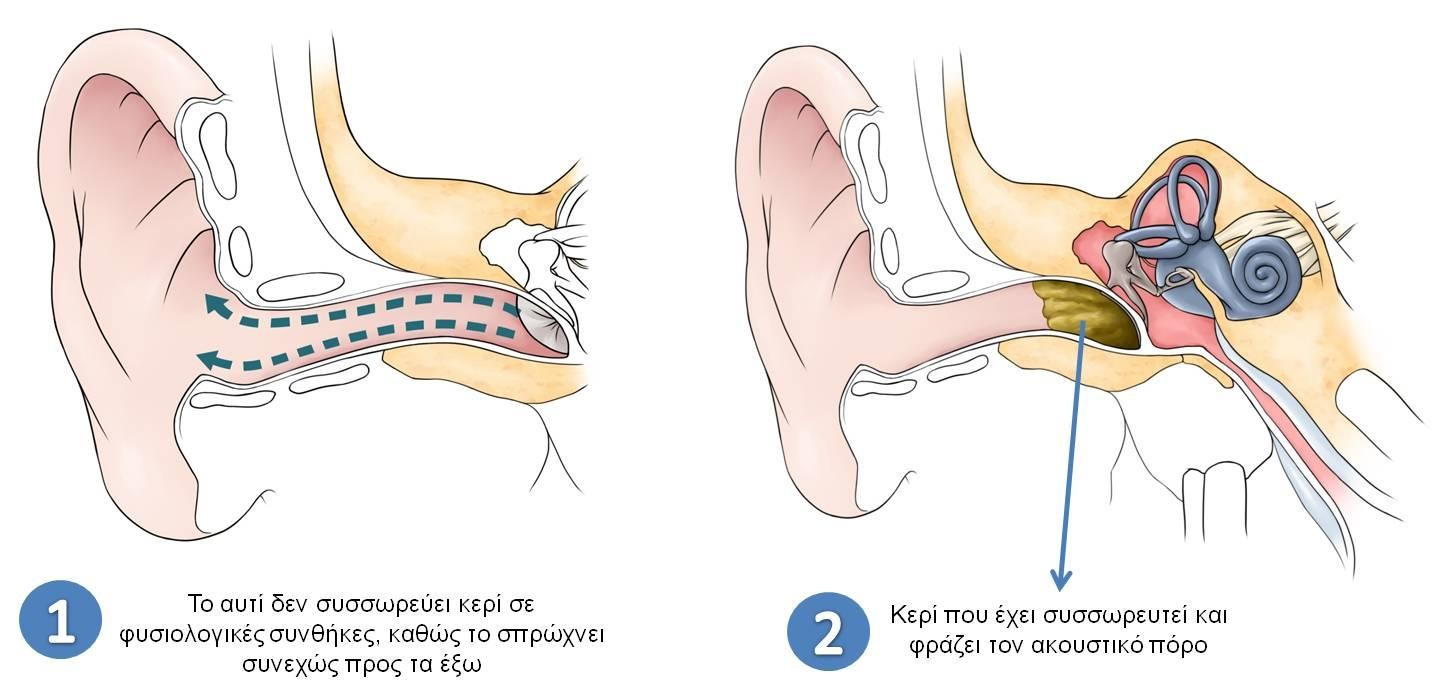 1
Το αυτί δεν συσσωρεύει κερί σε
φυσιολογικές συνθήκες, καθώς το σπρώχνει
συνεχώς προς τα έξω
2
Κερί που έχει συσσωρευτεί και
φράζει τον ακουστικό πόρο